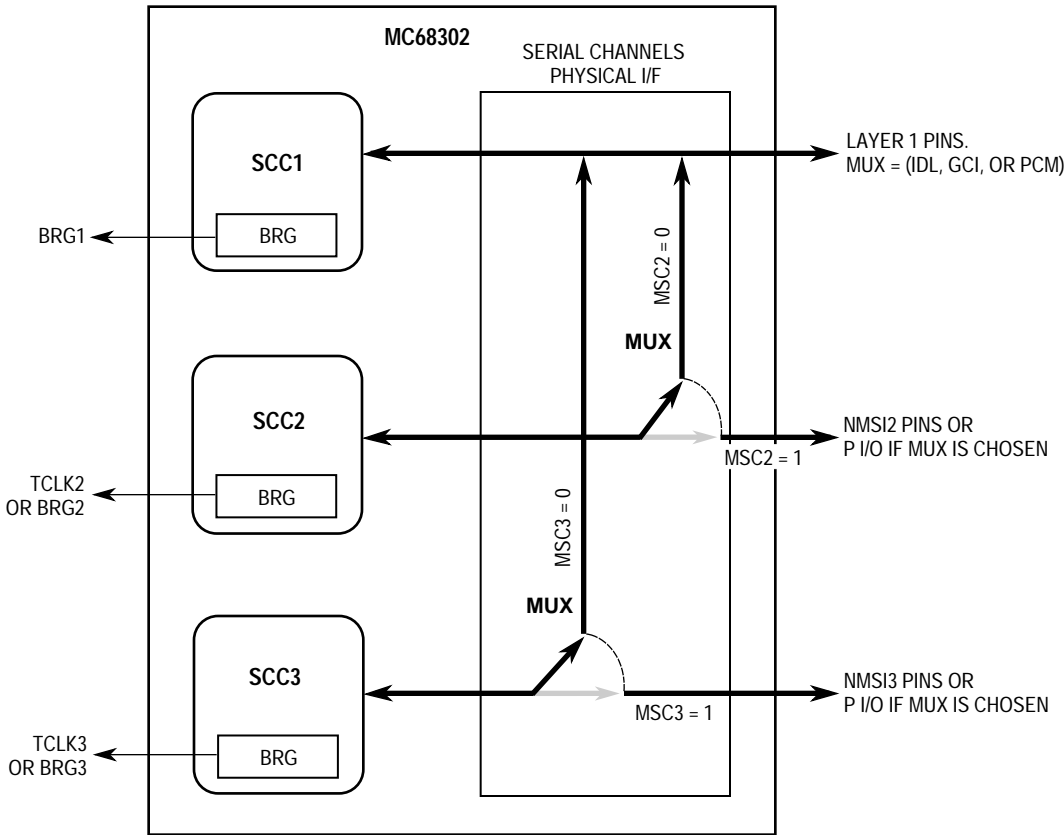 MC68302
SERIAL CHANNELS
PHYSICAL I/F
SCC1
BRG
BRG1
LAYER 1 PINS.
MUX = (IDL, GCI, OR PCM)
MSC2 = 0
MUX
SCC2
BRG
TCLK2
OR BRG2
NMSI2 PINS OR
P I/O IF MUX IS CHOSEN
MSC2 = 1
MSC3 = 0
MUX
SCC3
BRG
TCLK3
OR BRG3
NMSI3 PINS OR
P I/O IF MUX IS CHOSEN
MSC3 = 1